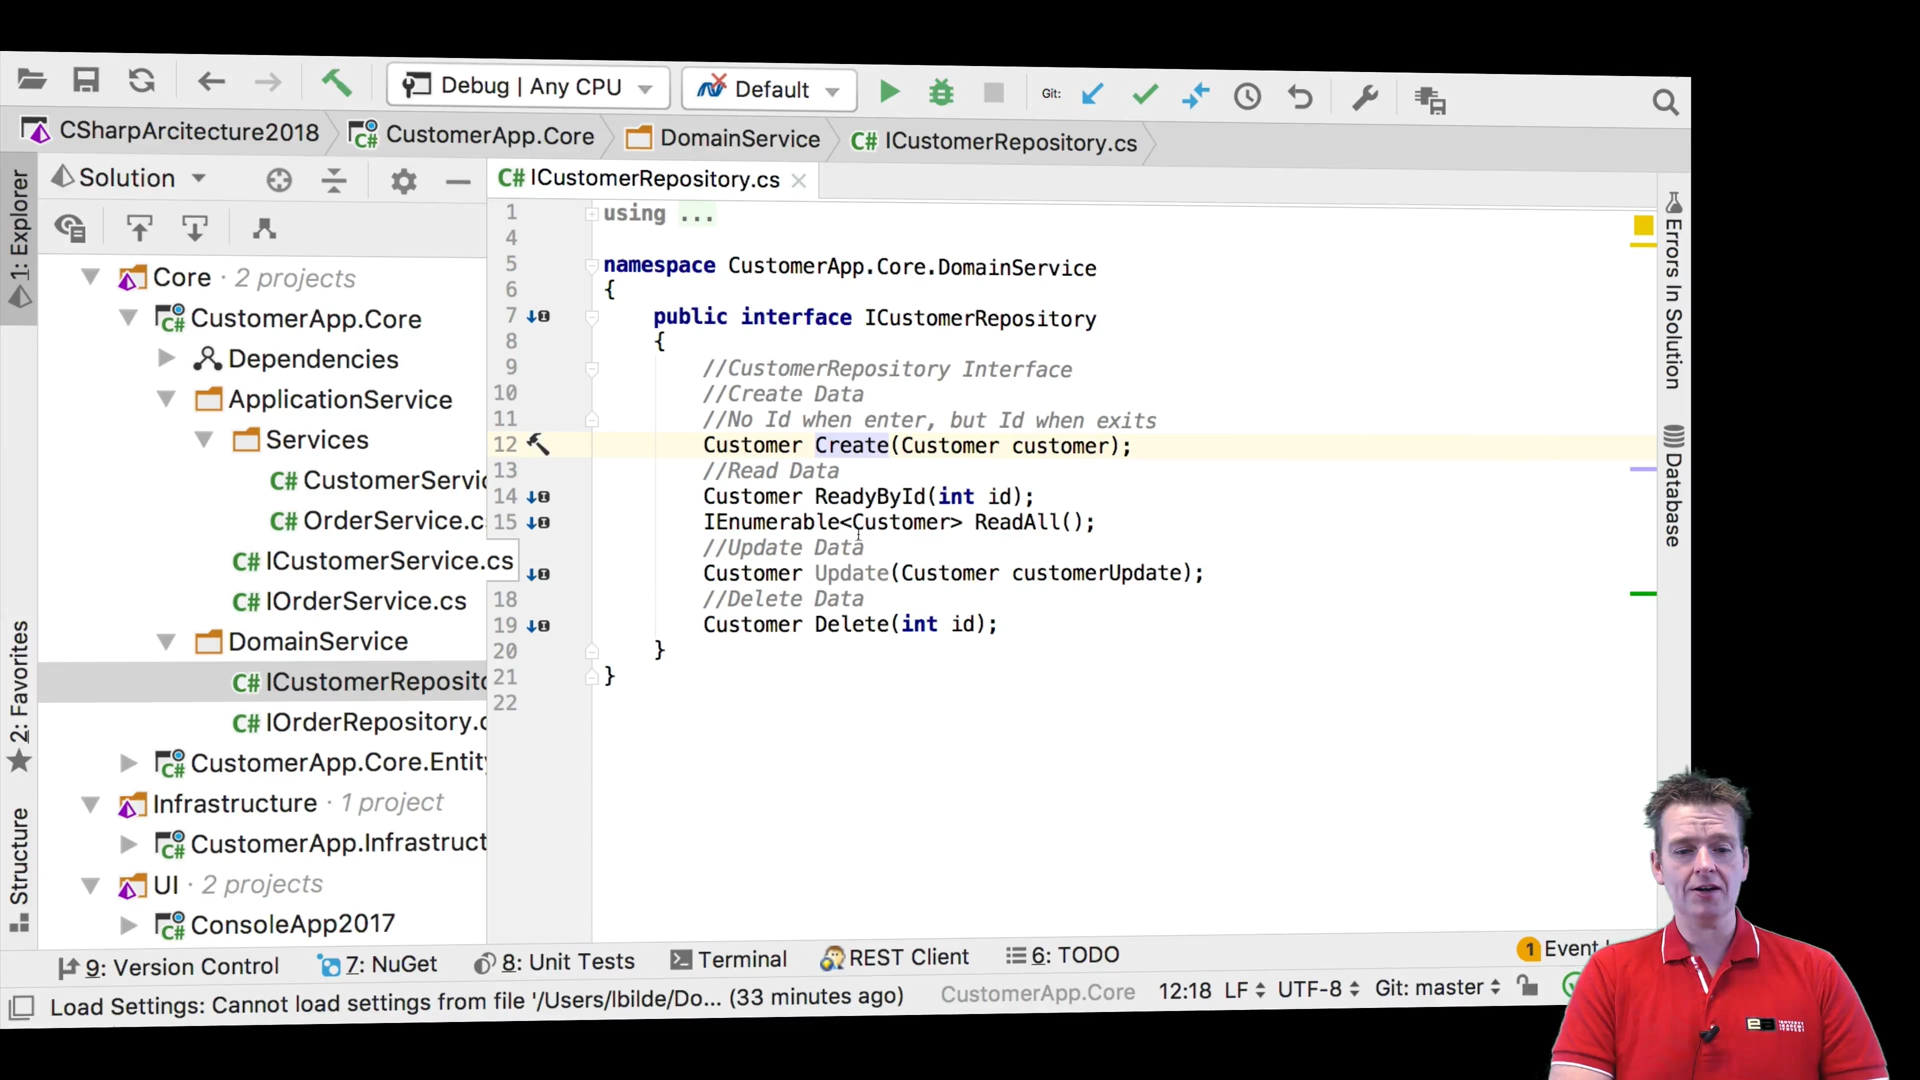 Debug | Any CPU
Default
Git:
CSharpArcitecture2018
CustomerApp.Core
DomainService
C# ICustomerRepository.cs
Solution
C# ICustomerRepository.cs
1: Explorer
2: Favorites
Structure
Core · 2 projects
CustomerApp.Core
Dependencies
ApplicationService
Services
C# CustomerServic
C# OrderService.c
C# ICustomerService.cs
C# IOrderService.cs
DomainService
C# ICustomerReposito
C# IOrderRepository.c
CustomerApp.Core.Entity
Infrastructure · 1 project
CustomerApp.Infrastruct
UI · 2 projects
ConsoleApp2017
1 using ...
4
5 namespace CustomerApp.Core.DomainService
6 {
7 public interface ICustomerRepository
8 {
9 //CustomerRepository Interface
10 //Create Data
11 //No Id when enter, but Id when exits
12 Customer Create(Customer customer);
13 //Read Data
14 Customer ReadyById(int id);
15 IEnumerable<Customer> ReadAll();
//Update Data
Customer Update(Customer customerUpdate);
18 //Delete Data
19 Customer Delete(int id);
20 }
21 }
22
Errors In Solution
Database
9: Version Control
7: NuGet
8: Unit Tests
Terminal
REST Client
6: TODO
1 Event
Load Settings: Cannot load settings from file '/Users/lbilde/Do... (33 minutes ago)
CustomerApp.Core
12:18
LF
UTF-8
Git: master